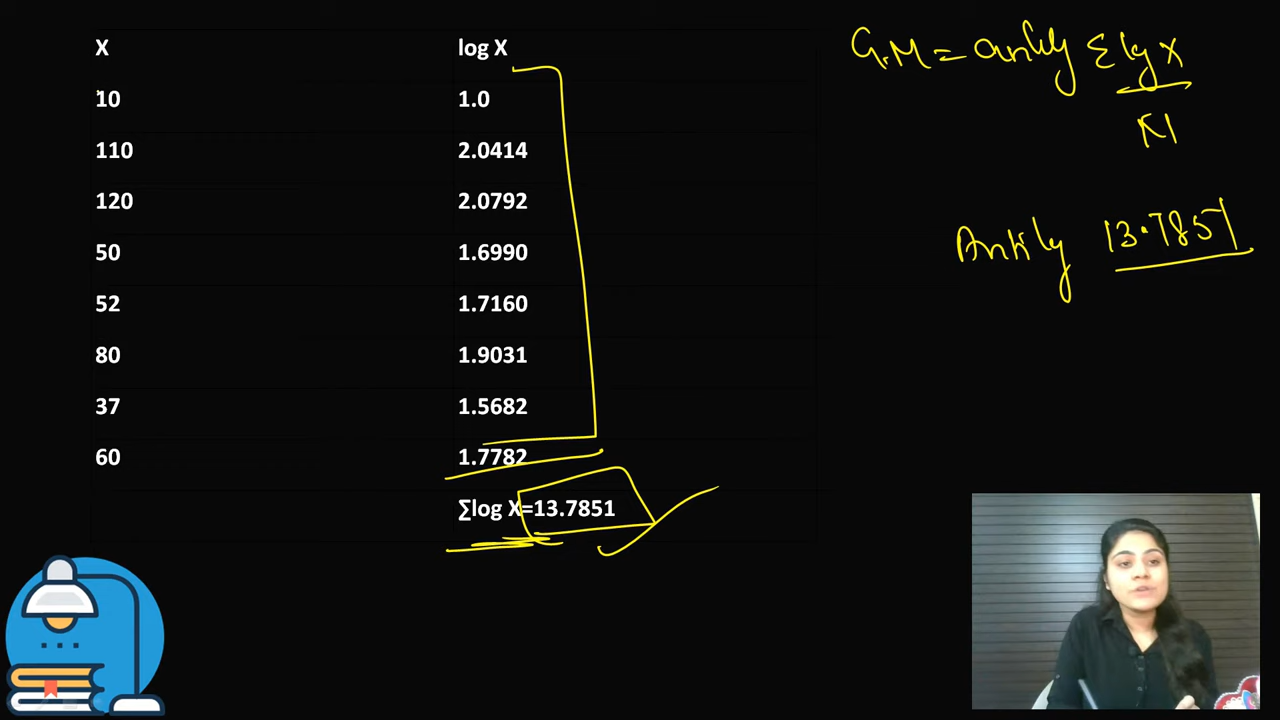 X log X
10 1.0
110 2.0414
120 2.0792
50 1.6990
52 1.7160
80 1.9031
37 1.5682
60 1.7782
∑log X=13.7851
G.M = antilog Σ log X
N
Antilog 13.7851